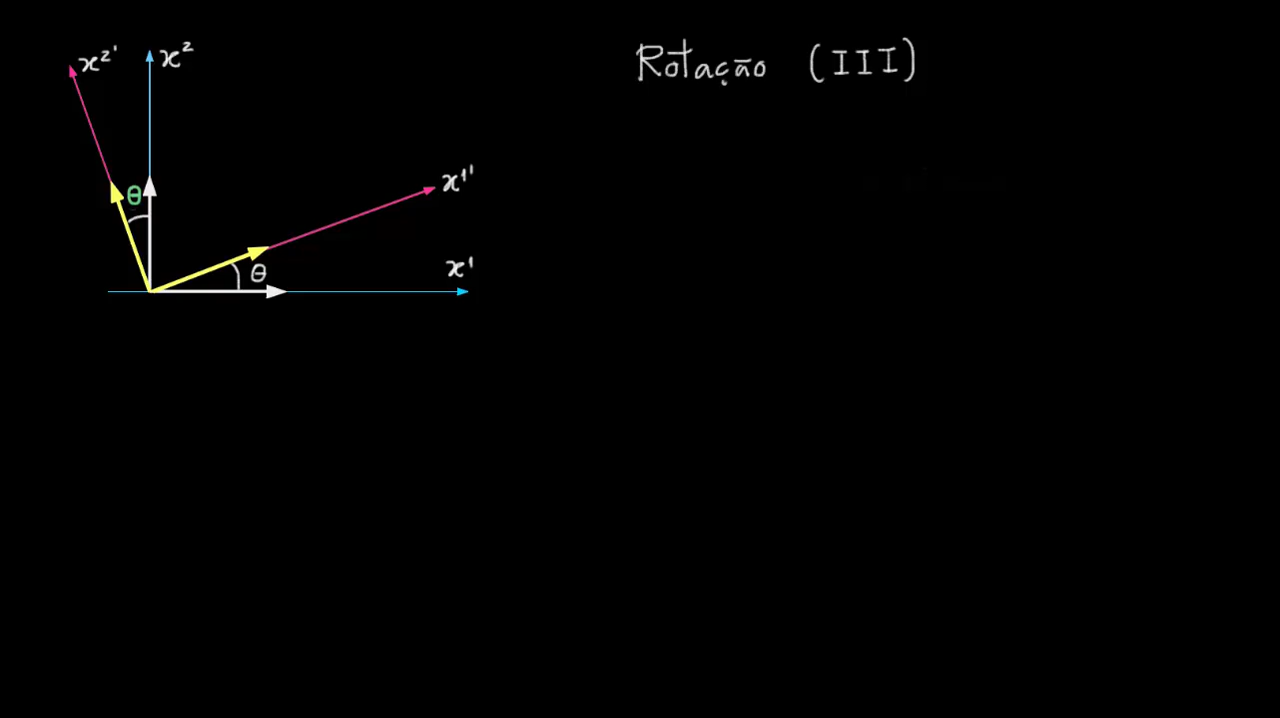 x²' x²
Rotação (III)
θ
x¹'
θ
x¹